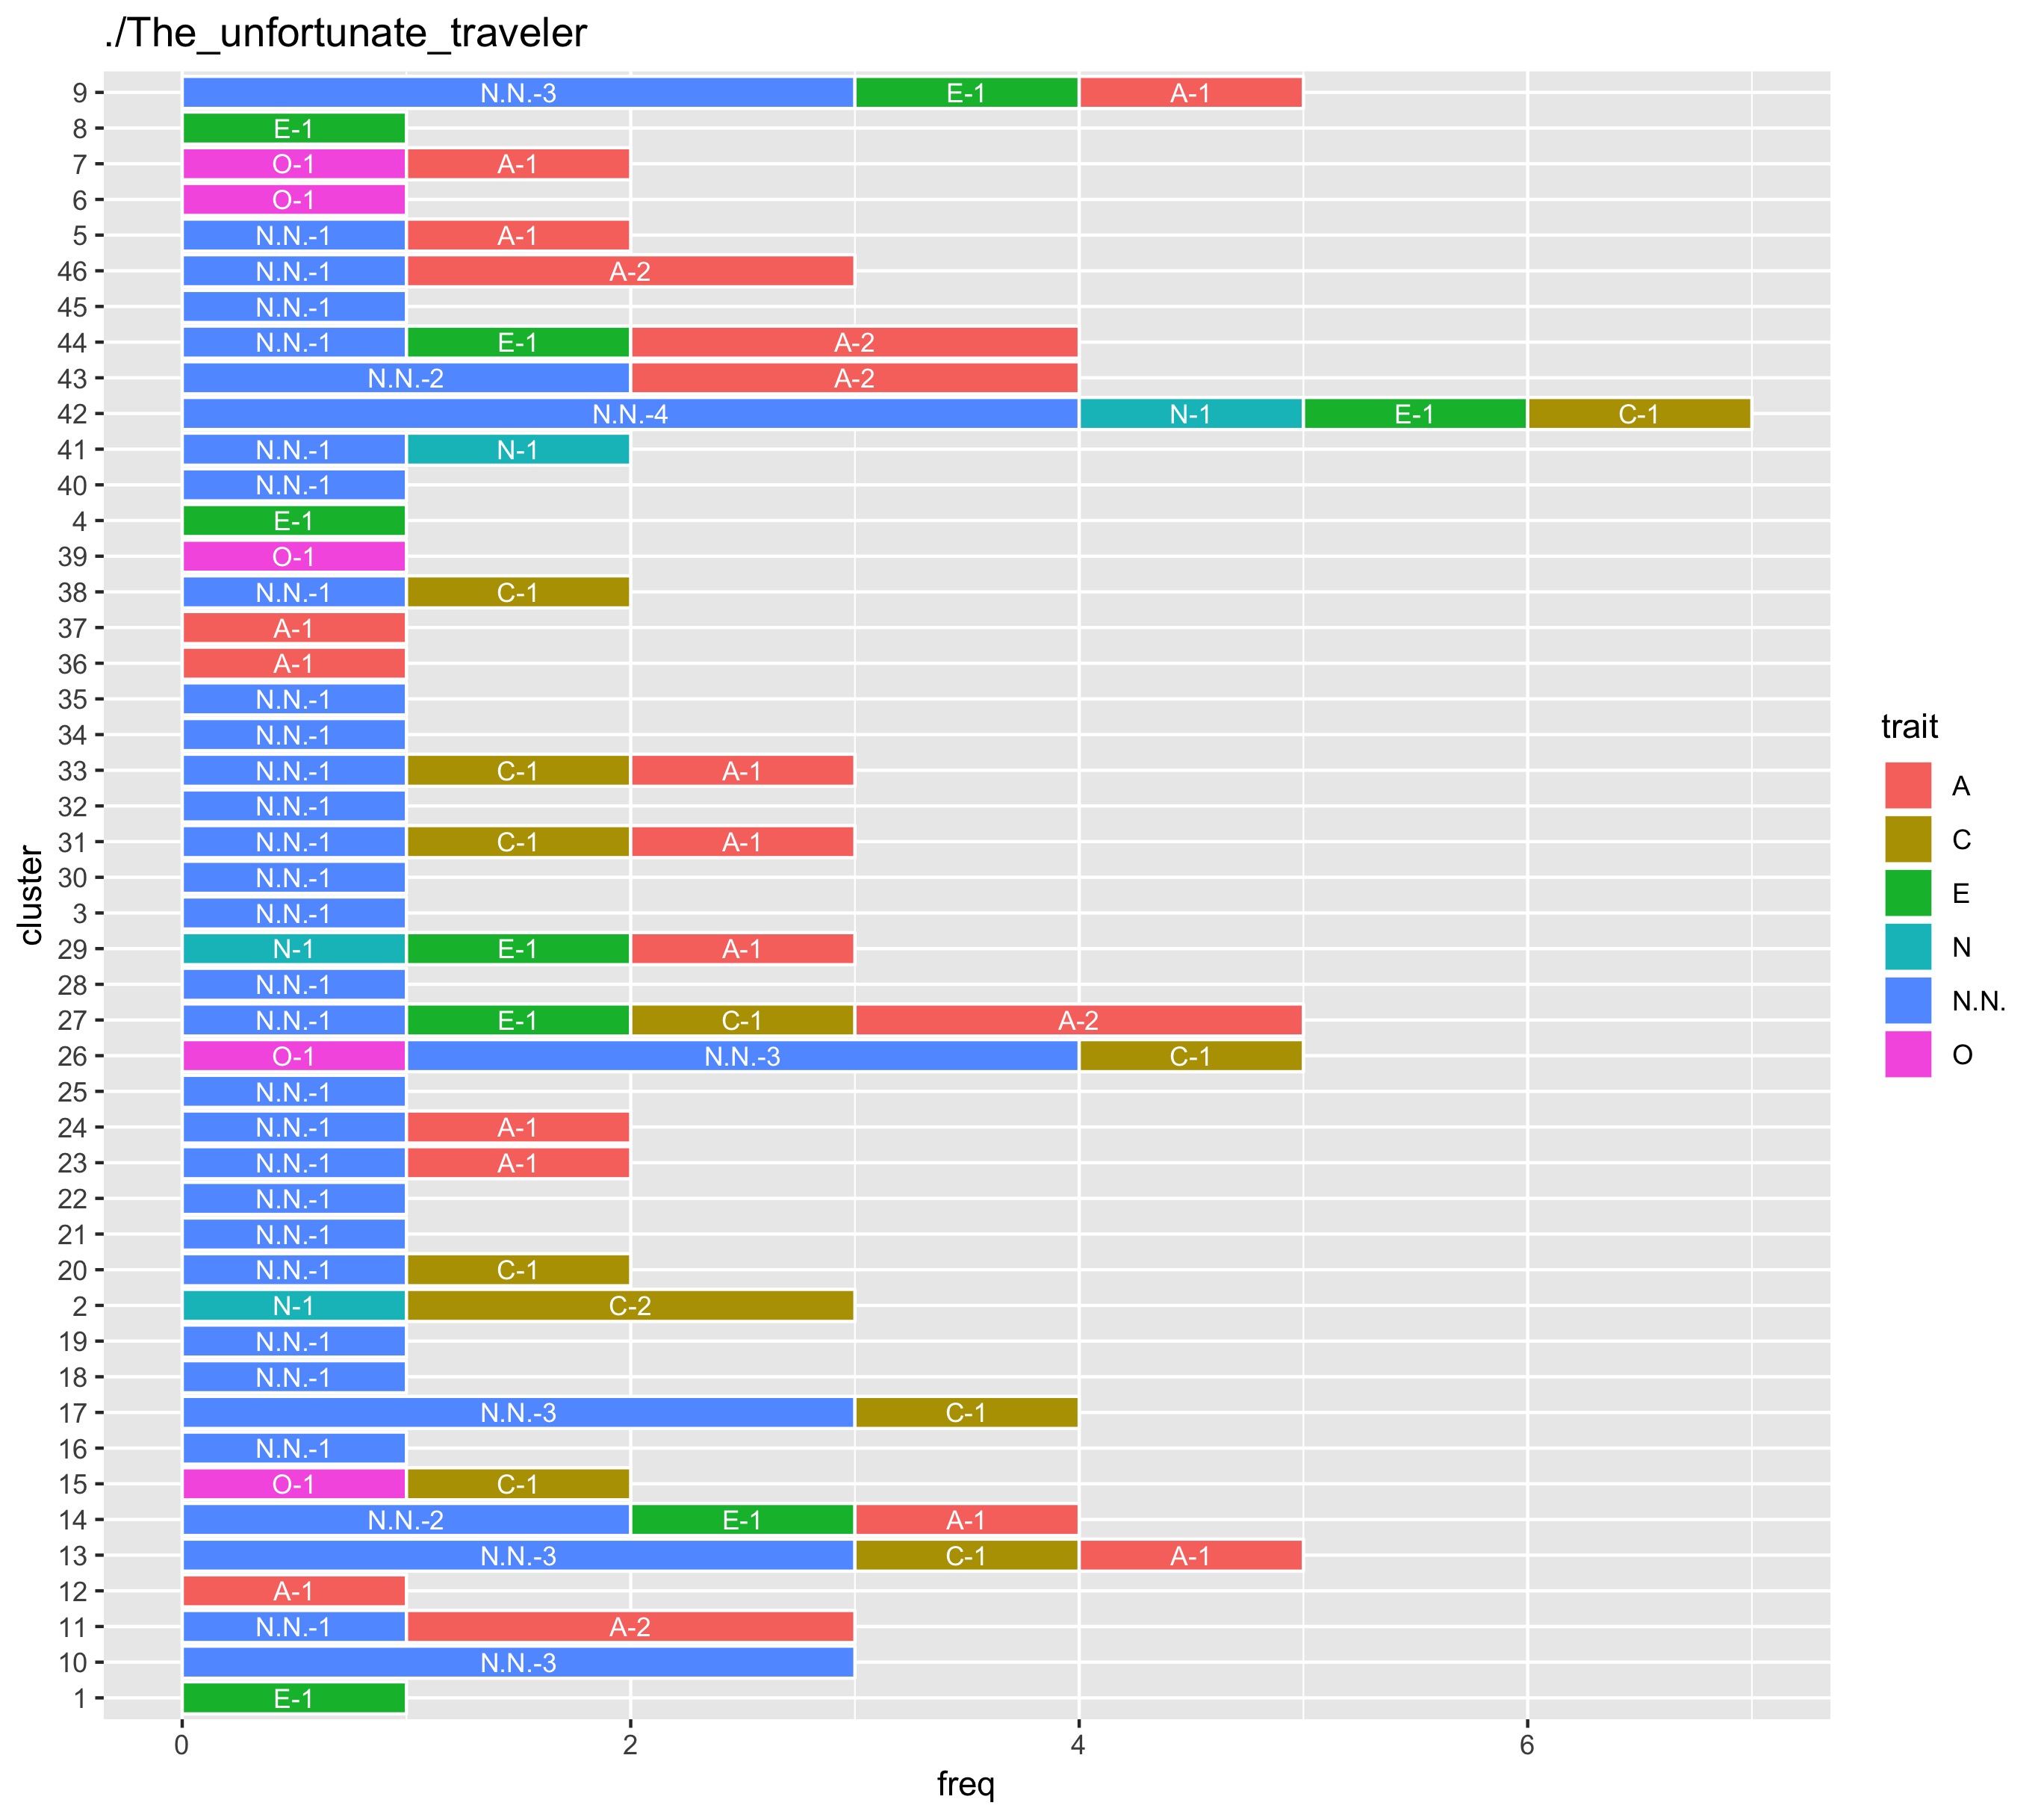 ./The_unfortunate_traveler
9 N.N.-3 E-1 A-1
8 E-1
7 O-1 A-1
6 O-1
5 N.N.-1 A-1
46 N.N.-1 A-2
45 N.N.-1
44 N.N.-1 E-1 A-2
43 N.N.-2 A-2
42 N.N.-4 N-1 E-1 C-1
41 N.N.-1 N-1
40 N.N.-1
4 E-1
39 O-1
38 N.N.-1 C-1
37 A-1
36 A-1
35 N.N.-1
34 N.N.-1
33 N.N.-1 C-1 A-1
32 N.N.-1
31 N.N.-1 C-1 A-1
30 N.N.-1
3 N.N.-1
29 N-1 E-1 A-1
28 N.N.-1
27 N.N.-1 E-1 C-1 A-2
26 O-1 N.N.-3 C-1
25 N.N.-1
24 N.N.-1 A-1
23 N.N.-1 A-1
22 N.N.-1
21 N.N.-1
20 N.N.-1 C-1
2 N-1 C-2
19 N.N.-1
18 N.N.-1
17 N.N.-3 C-1
16 N.N.-1
15 O-1 C-1
14 N.N.-2 E-1 A-1
13 N.N.-3 C-1 A-1
12 A-1
11 N.N.-1 A-2
10 N.N.-3
1 E-1
0 2 4 6
freq
cluster
trait
A
C
E
N
N.N.
O